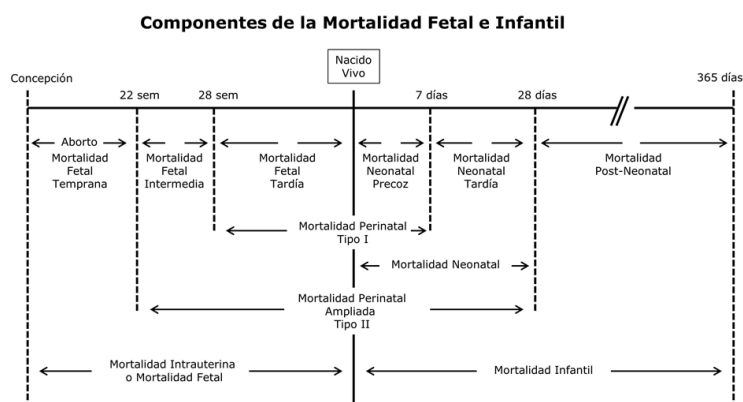 Componentes de la Mortalidad Fetal e Infantil
Nacido
Vivo
Concepción
22 sem
28 sem
7 días
28 días
365 días
Aborto
Mortalidad
Fetal
Temprana
Mortalidad
Fetal
Intermedia
Mortalidad
Fetal
Tardía
Mortalidad
Neonatal
Precoz
Mortalidad
Neonatal
Tardía
Mortalidad
Post-Neonatal
Mortalidad Perinatal
Tipo I
Mortalidad Neonatal
Mortalidad Perinatal
Ampliada
Tipo II
Mortalidad Intrauterina
o Mortalidad Fetal
Mortalidad Infantil